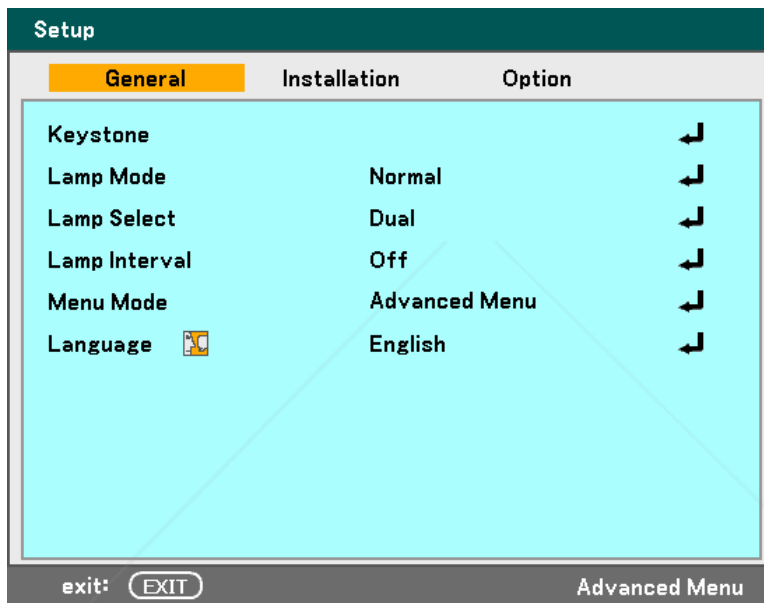 Setup
General Installation Option
Keystone
Lamp Mode Normal
Lamp Select Dual
Lamp Interval Off
Menu Mode Advanced Menu
Language English
exit: EXIT Advanced Menu